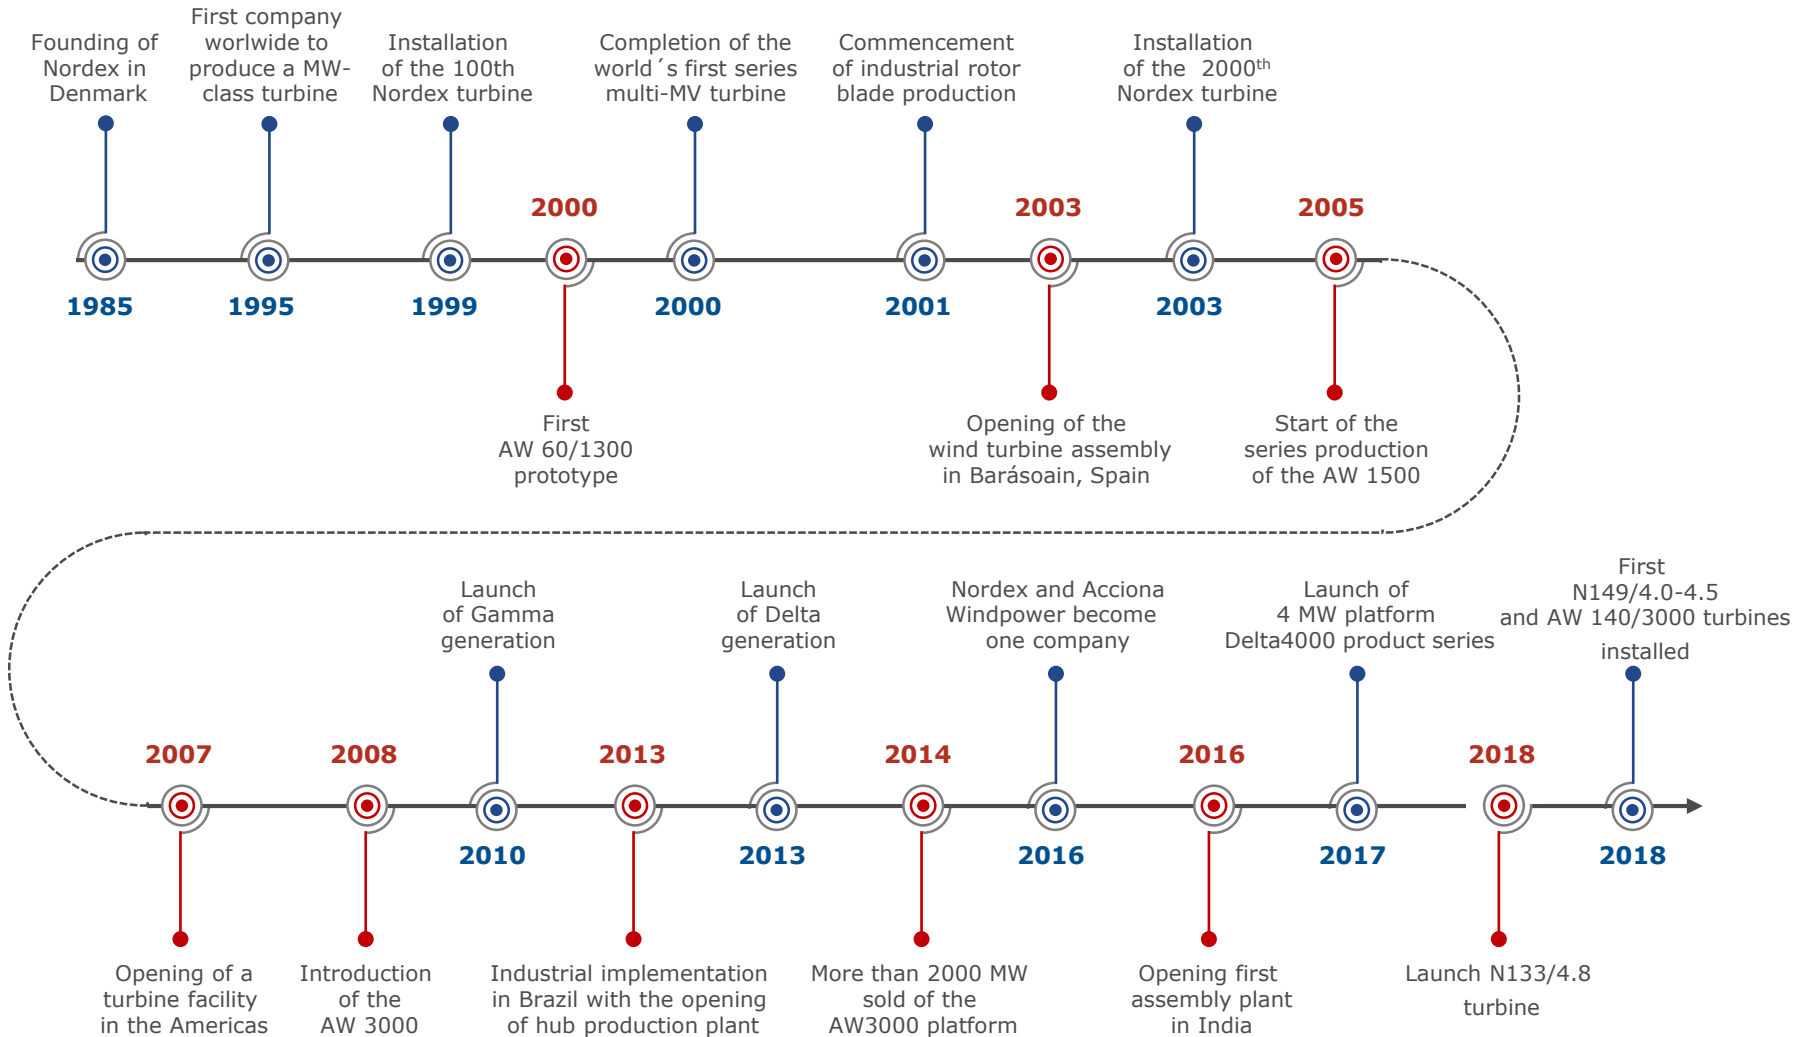 Founding of
Nordex in
Denmark
First company
worlwide to
produce a MW-
class turbine
Installation
of the 100th
Nordex turbine
Completion of the
world´s first series
multi-MV turbine
Commencement
of industrial rotor
blade production
Installation
of the 2000th
Nordex turbine
2000
2003
2005
1985
1995
1999
2000
2001
2003
First
AW 60/1300
prototype
Opening of the
wind turbine assembly
in Barásoain, Spain
Start of the
series production
of the AW 1500
Launch
of Gamma
generation
Launch
of Delta
generation
Nordex and Acciona
Windpower become
one company
Launch of
4 MW platform
Delta4000 product series
First
N149/4.0-4.5
and AW 140/3000 turbines
installed
2007
2008
2013
2014
2016
2018
2010
2013
2016
2017
2018
Opening of a
turbine facility
in the Americas
Introduction
of the
AW 3000
Industrial implementation
in Brazil with the opening
of hub production plant
More than 2000 MW
sold of the
AW3000 platform
Opening first
assembly plant
in India
Launch N133/4.8
turbine